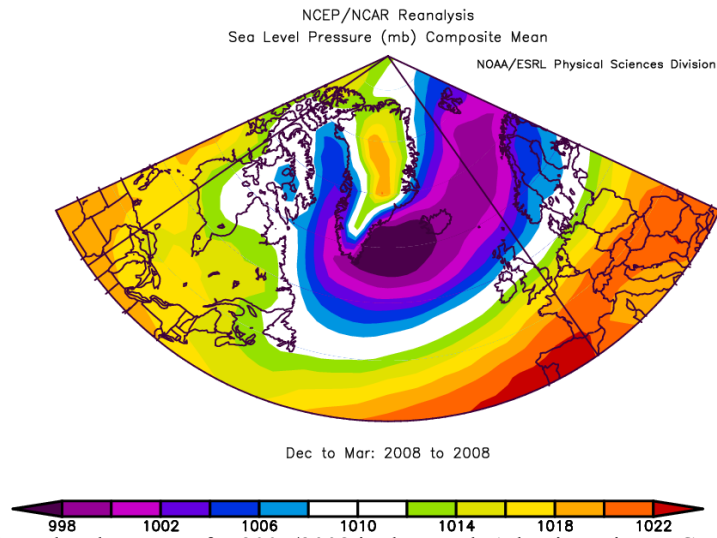 NCEP/NCAR Reanalysis
Sea Level Pressure (mb) Composite Mean
NOAA/ESRL Physical Sciences Division
Dec to Mar: 2008 to 2008
998 1002 1006 1010 1014 1018 1022